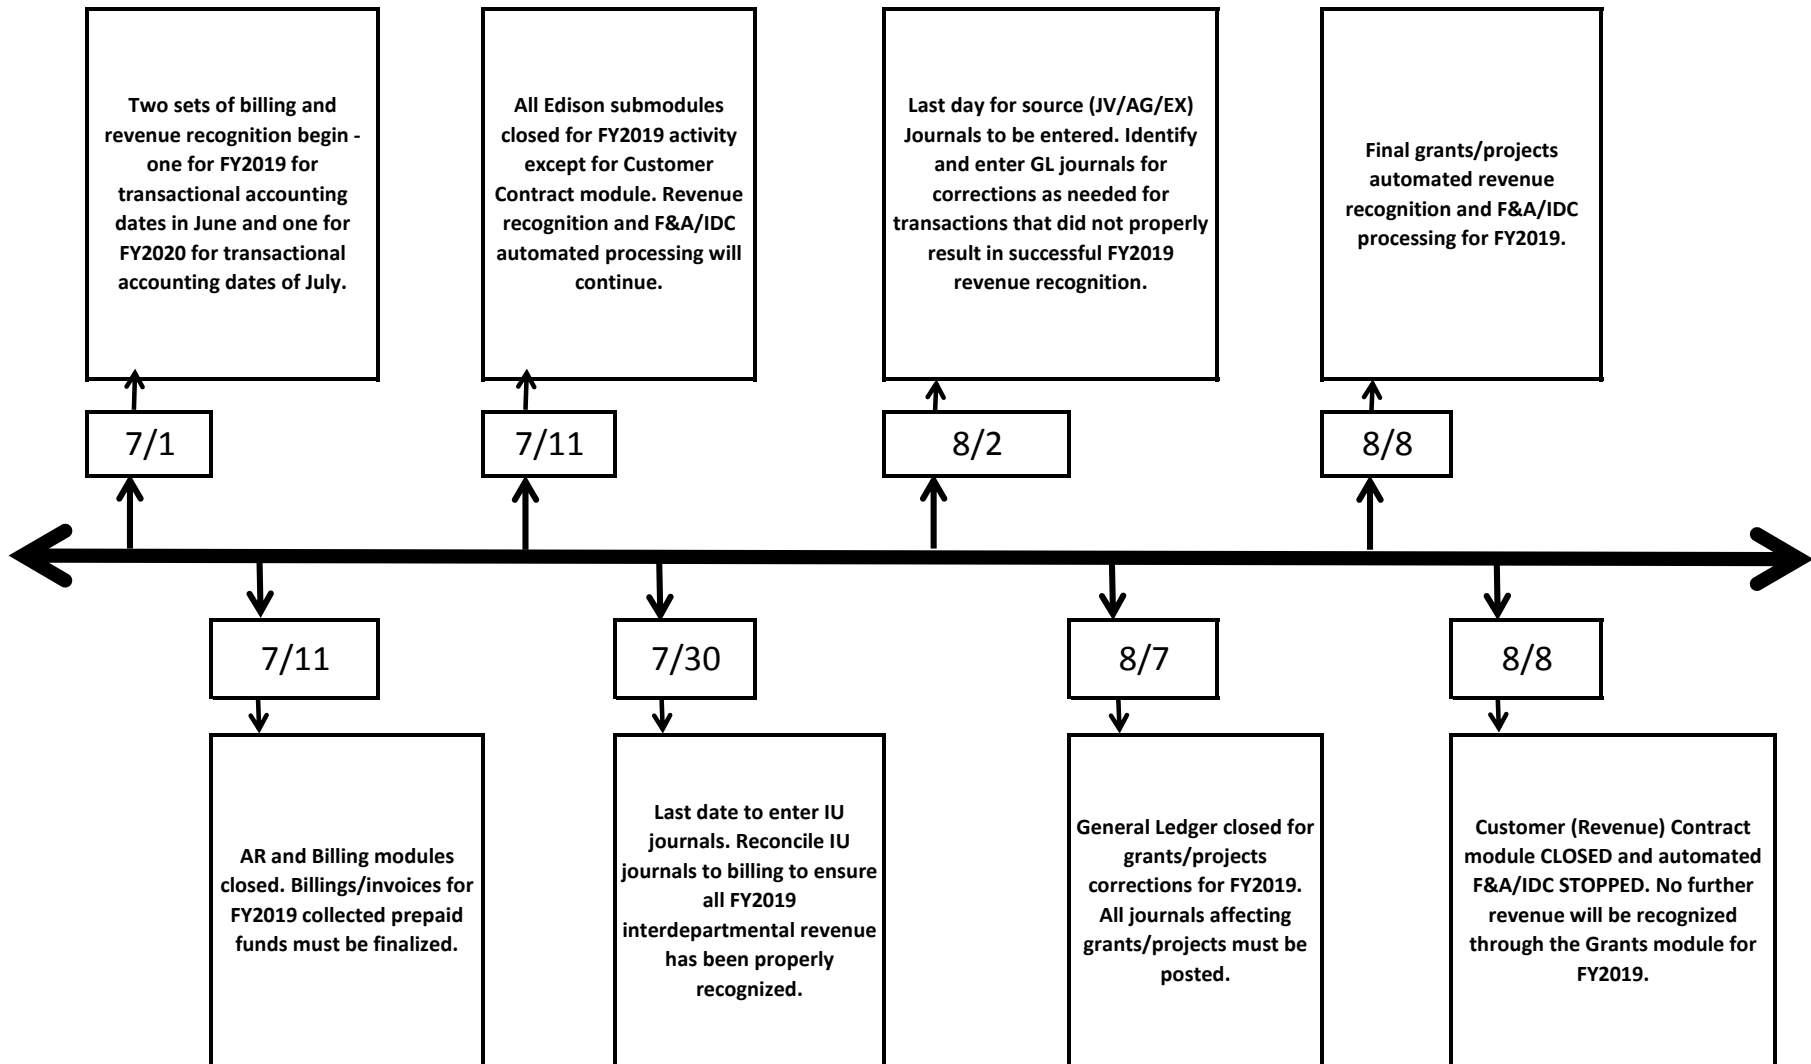 Two sets of billing and
revenue recognition begin -
one for FY2019 for
transactional accounting
dates in June and one for
FY2020 for transactional
accounting dates of July.
All Edison submodules
closed for FY2019 activity
except for Customer
Contract module. Revenue
recognition and F&A/IDC
automated processing will
continue.
Last day for source (JV/AG/EX)
Journals to be entered. Identify
and enter GL journals for
corrections as needed for
transactions that did not properly
result in successful FY2019
revenue recognition.
Final grants/projects
automated revenue
recognition and F&A/IDC
processing for FY2019.
7/1
7/11
8/2
8/8
7/11
7/30
8/7
8/8
AR and Billing modules
closed. Billings/invoices for
FY2019 collected prepaid
funds must be finalized.
Last date to enter IU
journals. Reconcile IU
journals to billing to ensure
all FY2019
interdepartmental revenue
has been properly
recognized.
General Ledger closed for
grants/projects
corrections for FY2019.
All journals affecting
grants/projects must be
posted.
Customer (Revenue) Contract
module CLOSED and automated
F&A/IDC STOPPED. No further
revenue will be recognized
through the Grants module for
FY2019.